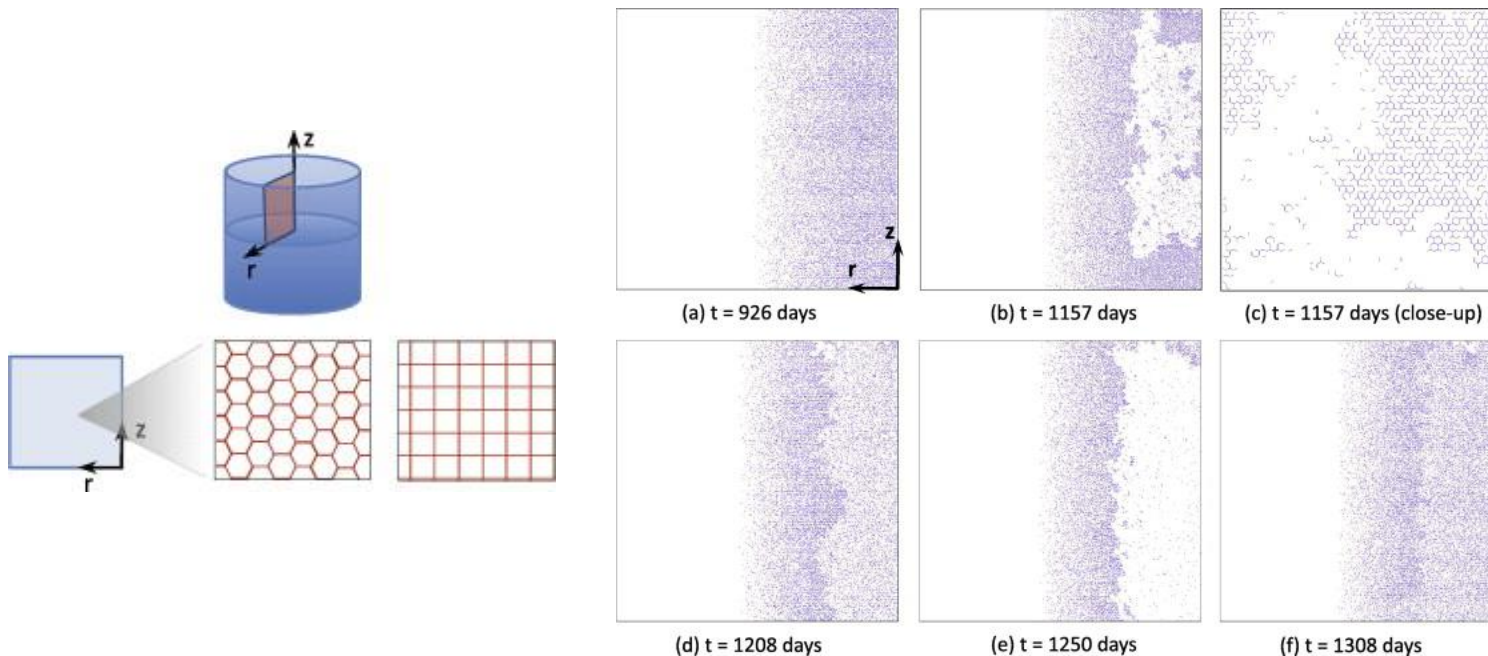 z
r
z
r
z
r
(a) t = 926 days
(b) t = 1157 days
(c) t = 1157 days (close-up)
(d) t = 1208 days
(e) t = 1250 days
(f) t = 1308 days